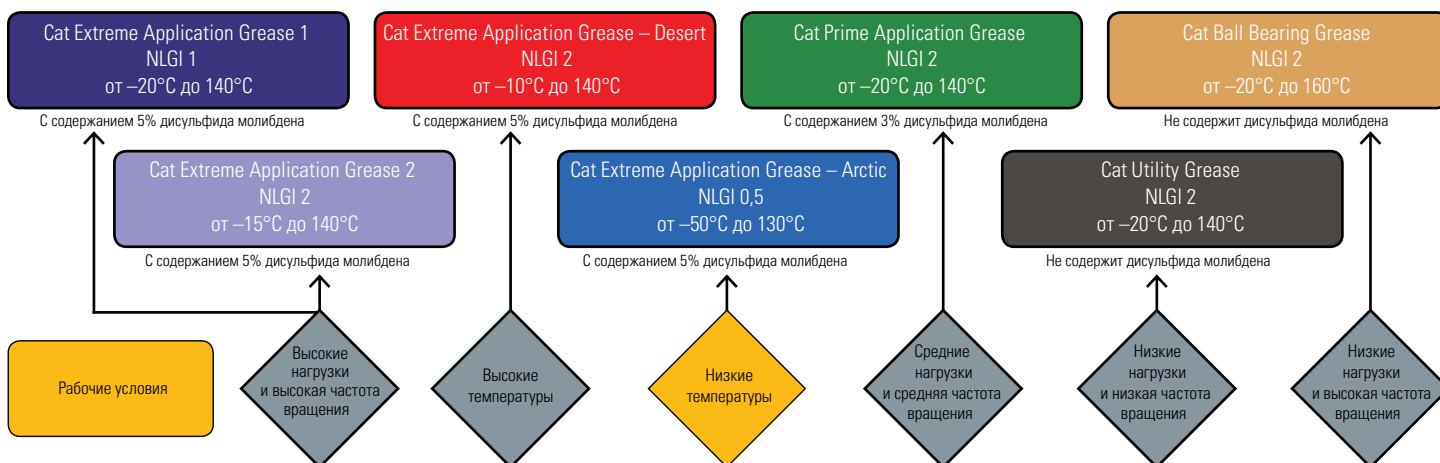 Cat Extreme Application Grease 1
NLGI 1
от –20°C до 140°C
С содержанием 5% дисульфида молибдена
Cat Extreme Application Grease – Desert
NLGI 2
от –10°C до 140°C
С содержанием 5% дисульфида молибдена
Cat Prime Application Grease
NLGI 2
от –20°C до 140°C
С содержанием 3% дисульфида молибдена
Cat Ball Bearing Grease
NLGI 2
от –20°C до 160°C
Не содержит дисульфида молибдена
Cat Extreme Application Grease 2
NLGI 2
от –15°C до 140°C
С содержанием 5% дисульфида молибдена
Cat Extreme Application Grease – Arctic
NLGI 0,5
от –50°C до 130°C
С содержанием 5% дисульфида молибдена
Cat Utility Grease
NLGI 2
от –20°C до 140°C
Не содержит дисульфида молибдена
Рабочие условия
Высокие
нагрузки
и высокая частота
вращения
Высокие
температуры
Низкие
температуры
Средние
нагрузки
и средняя частота
вращения
Низкие
нагрузки
и низкая частота
вращения
Низкие
нагрузки
и высокая частота
вращения